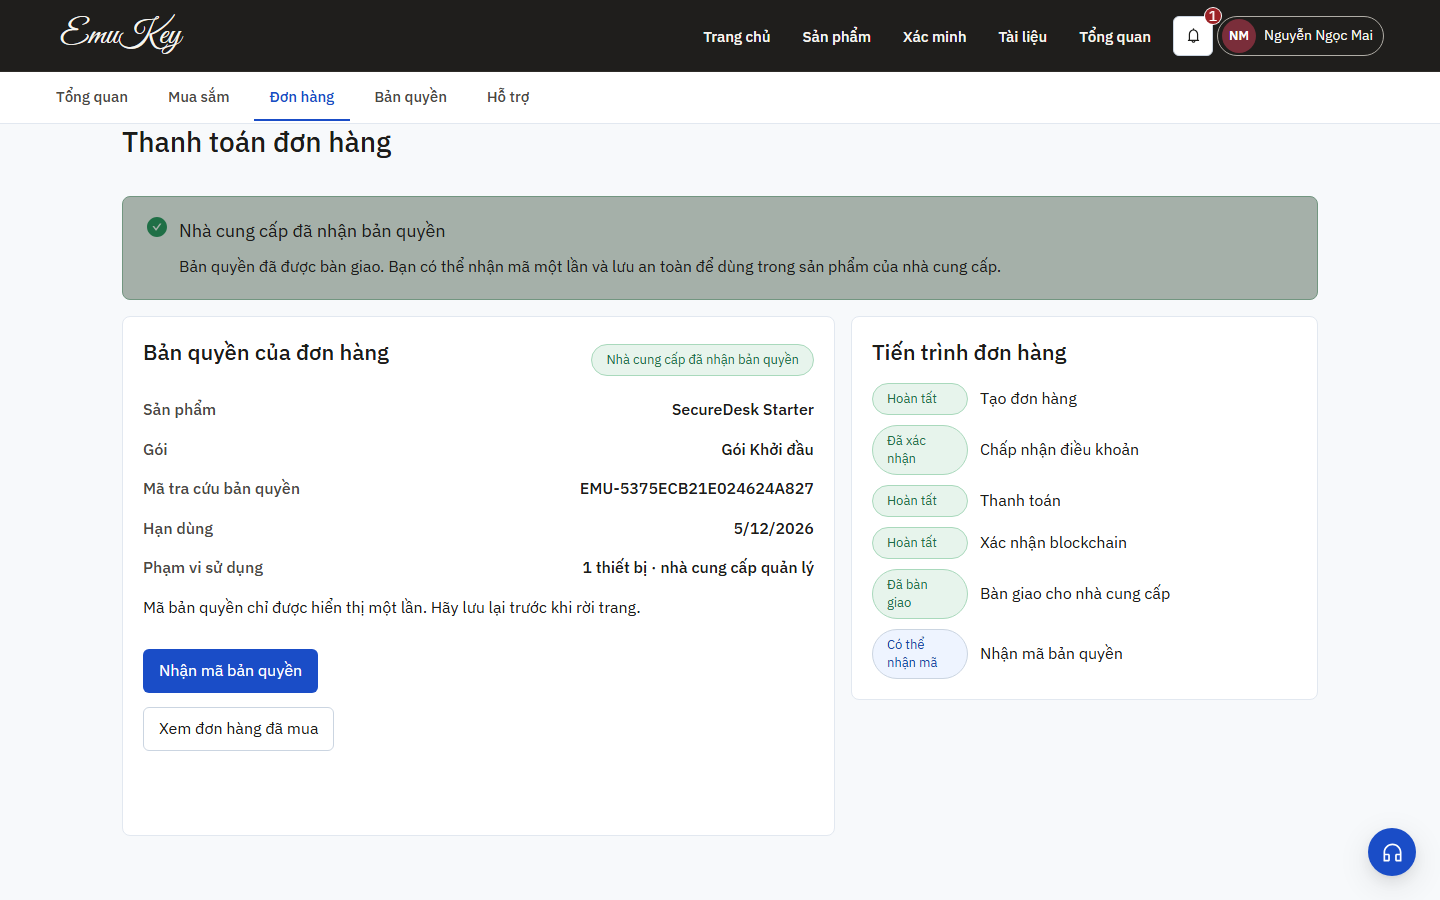 EmuKey
Trang chủ
Sản phẩm
Xác minh
Tài liệu
Tổng quan
1
NM
Nguyễn Ngọc Mai
Tổng quan
Mua sắm
Đơn hàng
Bản quyền
Hỗ trợ
Thanh toán đơn hàng
Nhà cung cấp đã nhận bản quyền
Bản quyền đã được bàn giao. Bạn có thể nhận mã một lần và lưu an toàn để dùng trong sản phẩm của nhà cung cấp.
Bản quyền của đơn hàng
Nhà cung cấp đã nhận bản quyền
Sản phẩm
SecureDesk Starter
Gói
Gói Khởi đầu
Mã tra cứu bản quyền
EMU-5375ECB21E024624A827
Hạn dùng
5/12/2026
Phạm vi sử dụng
1 thiết bị · nhà cung cấp quản lý
Mã bản quyền chỉ được hiển thị một lần. Hãy lưu lại trước khi rời trang.
Nhận mã bản quyền
Xem đơn hàng đã mua
Tiến trình đơn hàng
Hoàn tất
Tạo đơn hàng
Đã xác
nhận
Chấp nhận điều khoản
Hoàn tất
Thanh toán
Hoàn tất
Xác nhận blockchain
Đã bàn
giao
Bàn giao cho nhà cung cấp
Có thể
nhận mã
Nhận mã bản quyền